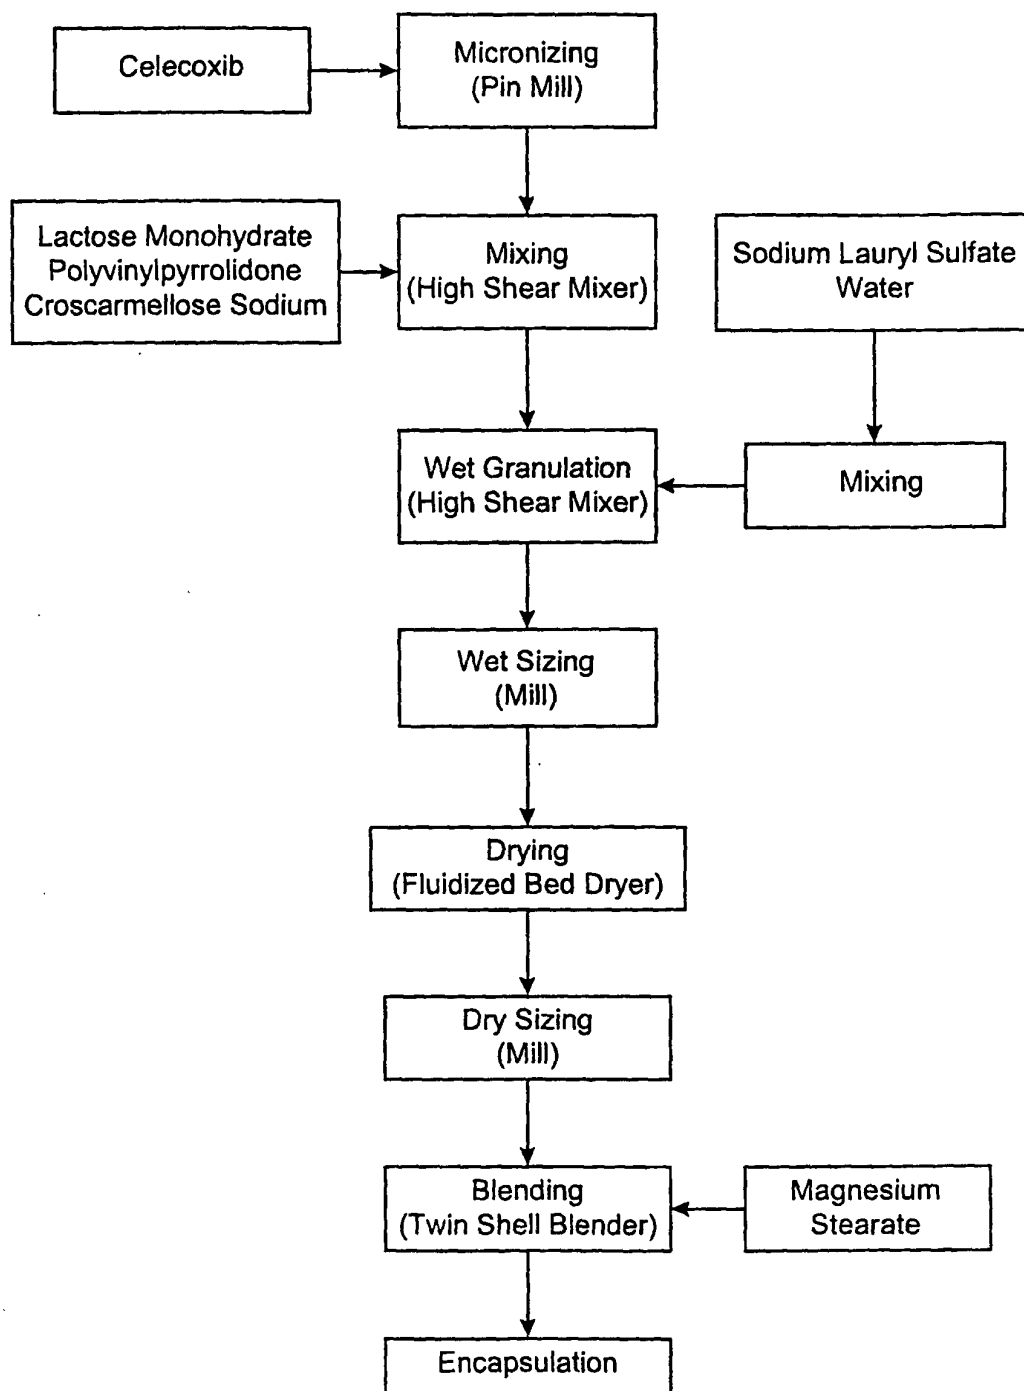 Celecoxib
Micronizing
(Pin Mill)
Lactose Monohydrate
Polyvinylpyrrolidone
Croscarmellose Sodium
Mixing
(High Shear Mixer)
Sodium Lauryl Sulfate
Water
Wet Granulation
(High Shear Mixer)
Mixing
Wet Sizing
(Mill)
Drying
(Fluidized Bed Dryer)
Dry Sizing
(Mill)
Blending
(Twin Shell Blender)
Magnesium
Stearate
Encapsulation